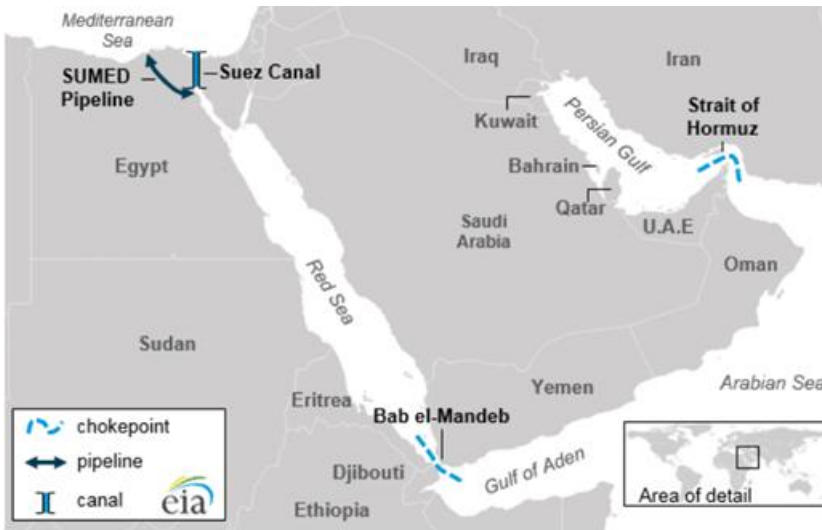 Mediterranean
Sea
SUMED
Pipeline
Suez Canal
Iraq
Iran
Kuwait
Persian Gulf
Strait of
Hormuz
Egypt
Bahrain
Qatar
Saudi
Arabia
U.A.E
Oman
Red Sea
Sudan
Eritrea
Yemen
Arabian Sea
Bab el-Mandeb
Djibouti
Gulf of Aden
Ethiopia
chokepoint
pipeline
canal
eia
Area of detail